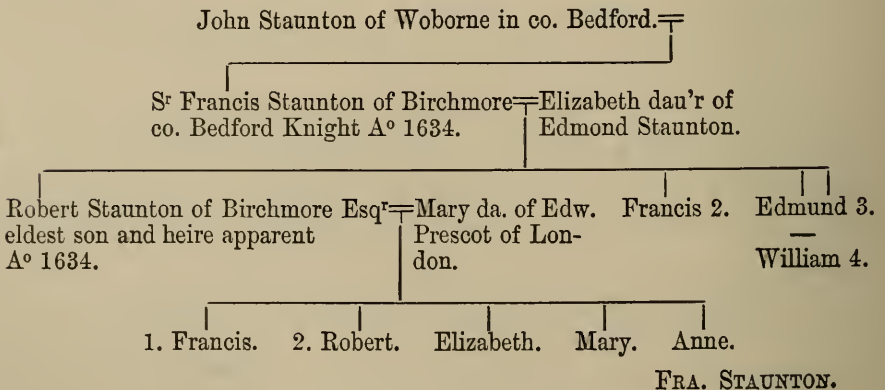 John Staunton of Woborne in co. Bedford.
Sʳ Francis Staunton of Birchmore
co. Bedford Knight Aᵒ 1634.
Elizabeth dau'r of
Edmond Staunton.
Robert Staunton of Birchmore Esqʳ
eldest son and heire apparent
Aᵒ 1634.
Mary da. of Edw.
Prescot of Lon-
don.
Francis 2.
Edmund 3.
William 4.
1. Francis.
2. Robert.
Elizabeth.
Mary.
Anne.
FRA. STAUNTON.